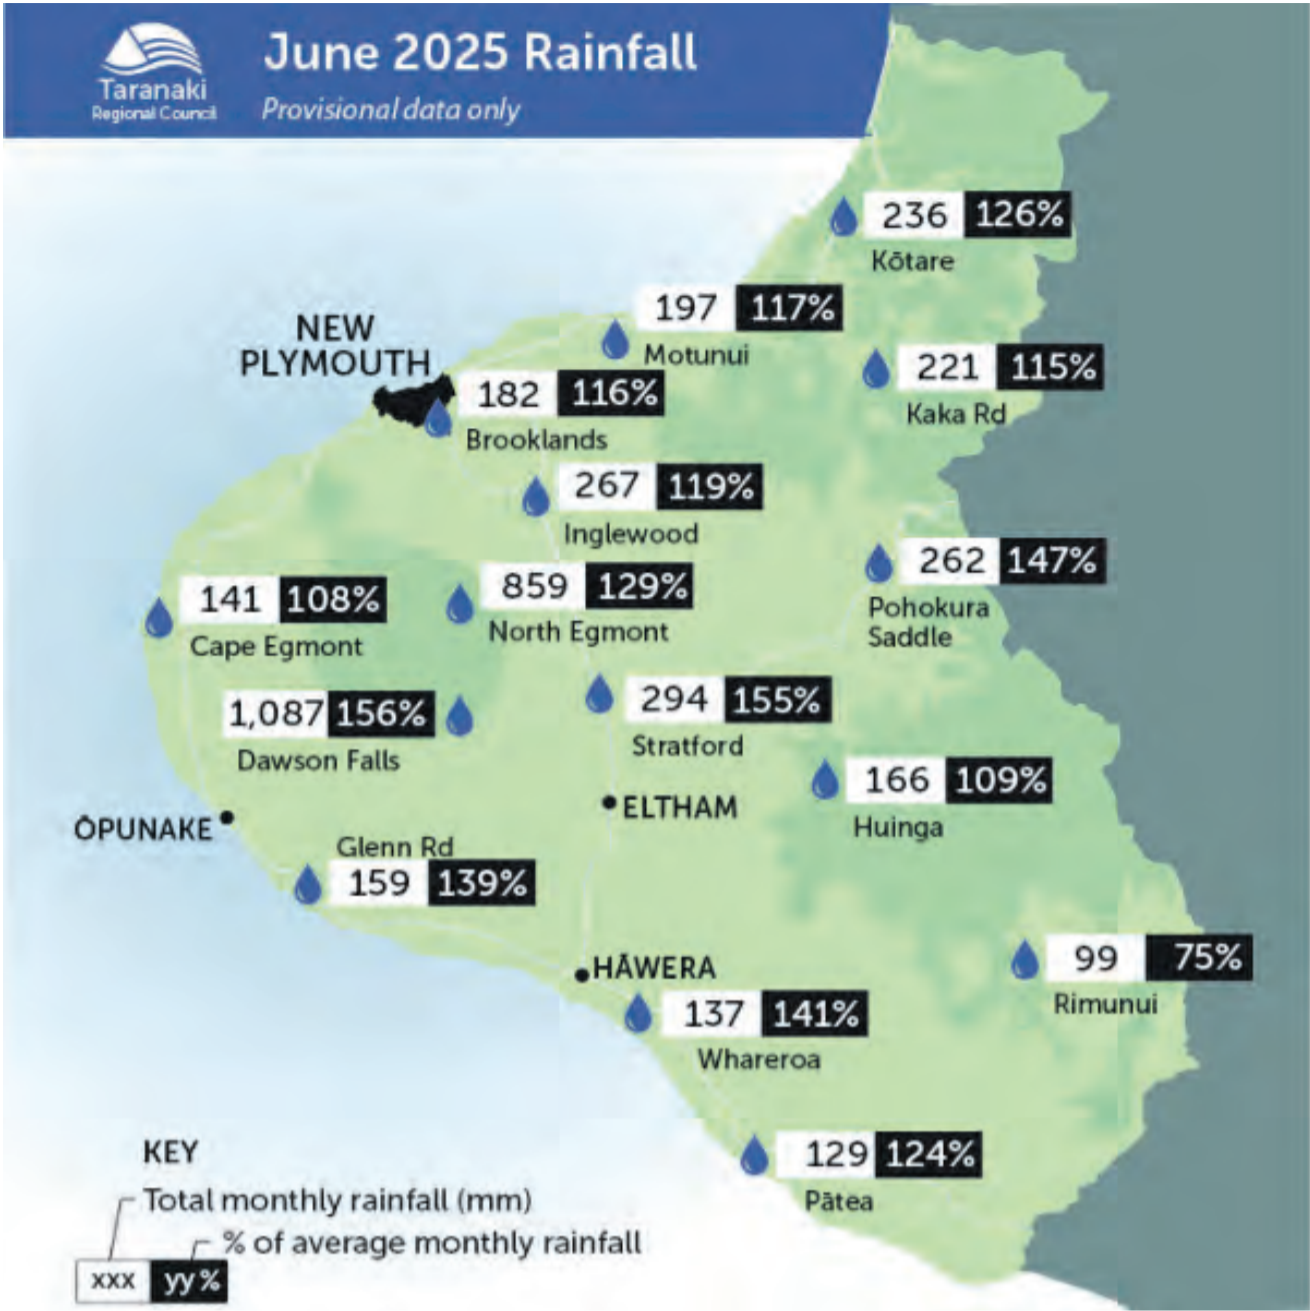 Taranaki
Regional Council
June 2025 Rainfall
Provisional data only
236 126%
Kōtare
197 117%
Motunui
NEW
PLYMOUTH
221 115%
Kaka Rd
182 116%
Brooklands
267 119%
Inglewood
262 147%
Pohokura
Saddle
859 129%
North Egmont
141 108%
Cape Egmont
294 155%
Stratford
1,087 156%
Dawson Falls
166 109%
Huinga
ELTHAM
ŌPUNAKE
Glenn Rd
159 139%
99 75%
Rimunui
HĀWERA
137 141%
Whareroa
129 124%
Pātea
KEY
Total monthly rainfall (mm)
% of average monthly rainfall
xxx yy%